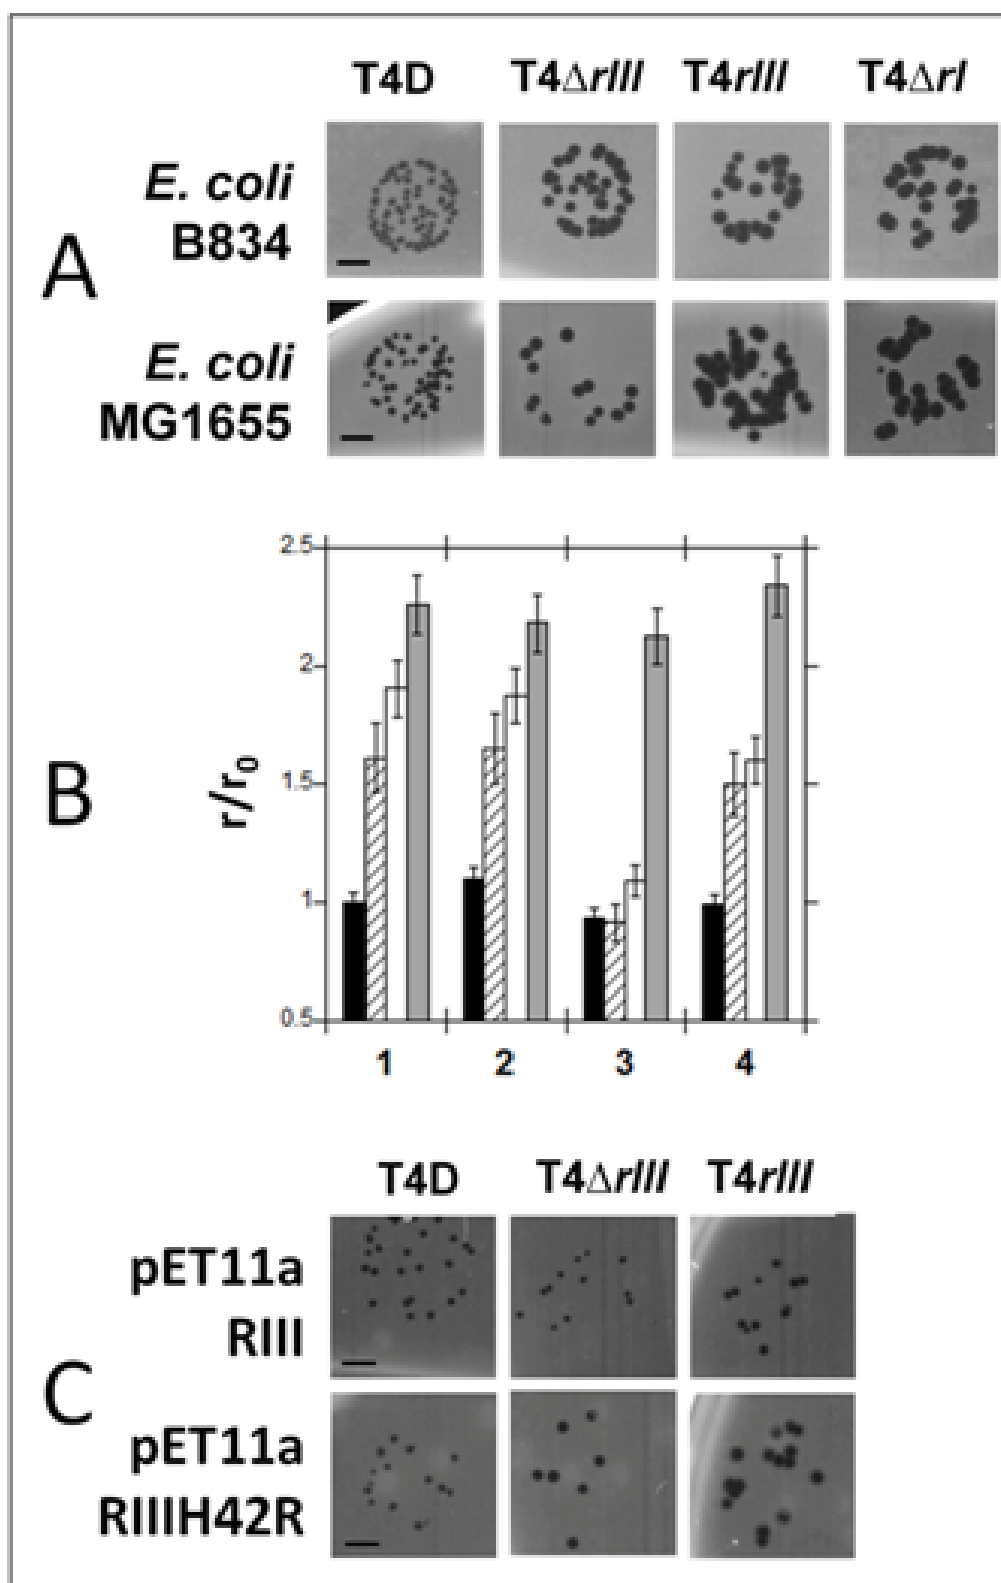 T4D T4ΔrIII T4rIII T4ΔrI
A
E. coli
B834
E. coli
MG1655
B
r/r0
2.5
2
1.5
1
0.5
1 2 3 4
C
T4D T4ΔrIII T4rIII
pET11a
RIII
pET11a
RIIIH42R